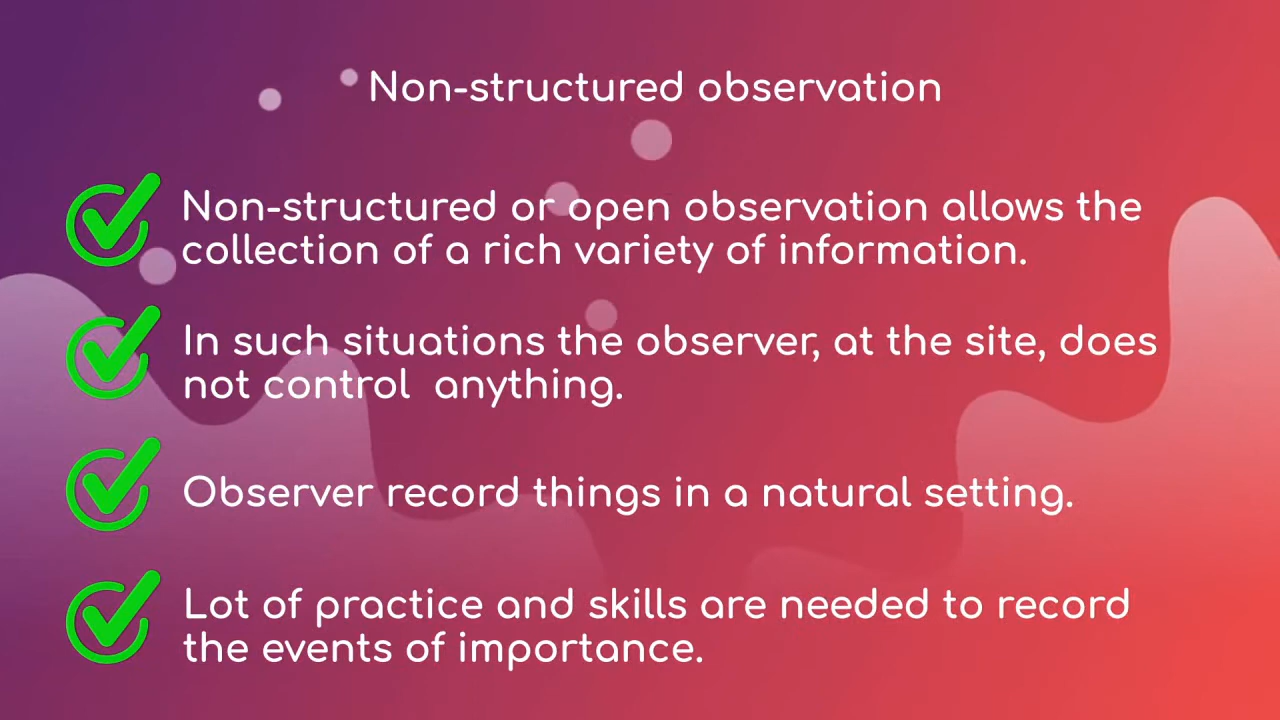 Non-structured observation
Non-structured or open observation allows the
collection of a rich variety of information.
In such situations the observer, at the site, does
not control  anything.
Observer record things in a natural setting.
Lot of practice and skills are needed to record
the events of importance.